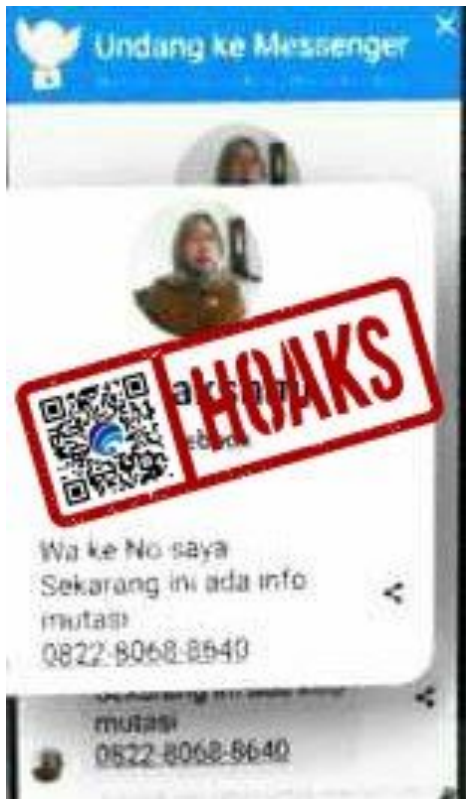 Undang ke Messenger
HOAKS
Wa ke No saya
Sekarang ini ada info
mutasi
0822-8068-8640
mutasi
0822-8068-8640